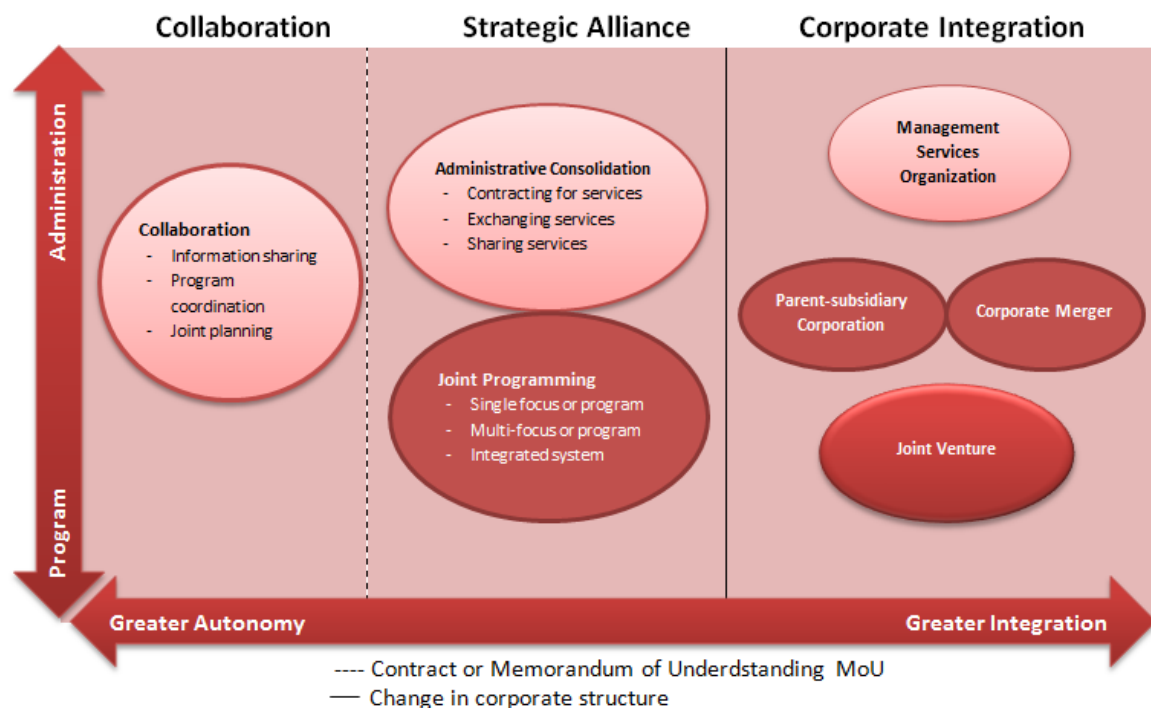 Collaboration
Strategic Alliance
Corporate Integration
Administration
Program
Collaboration
- Information sharing
- Program
coordination
- Joint planning
Administrative Consolidation
- Contracting for services
- Exchanging services
- Sharing services
Joint Programming
- Single focus or program
- Multi-focus or program
- Integrated system
Management
Services
Organization
Parent-subsidiary
Corporation
Corporate Merger
Joint Venture
Greater Autonomy
Greater Integration
---- Contract or Memorandum of Underdstanding MoU
— Change in corporate structure